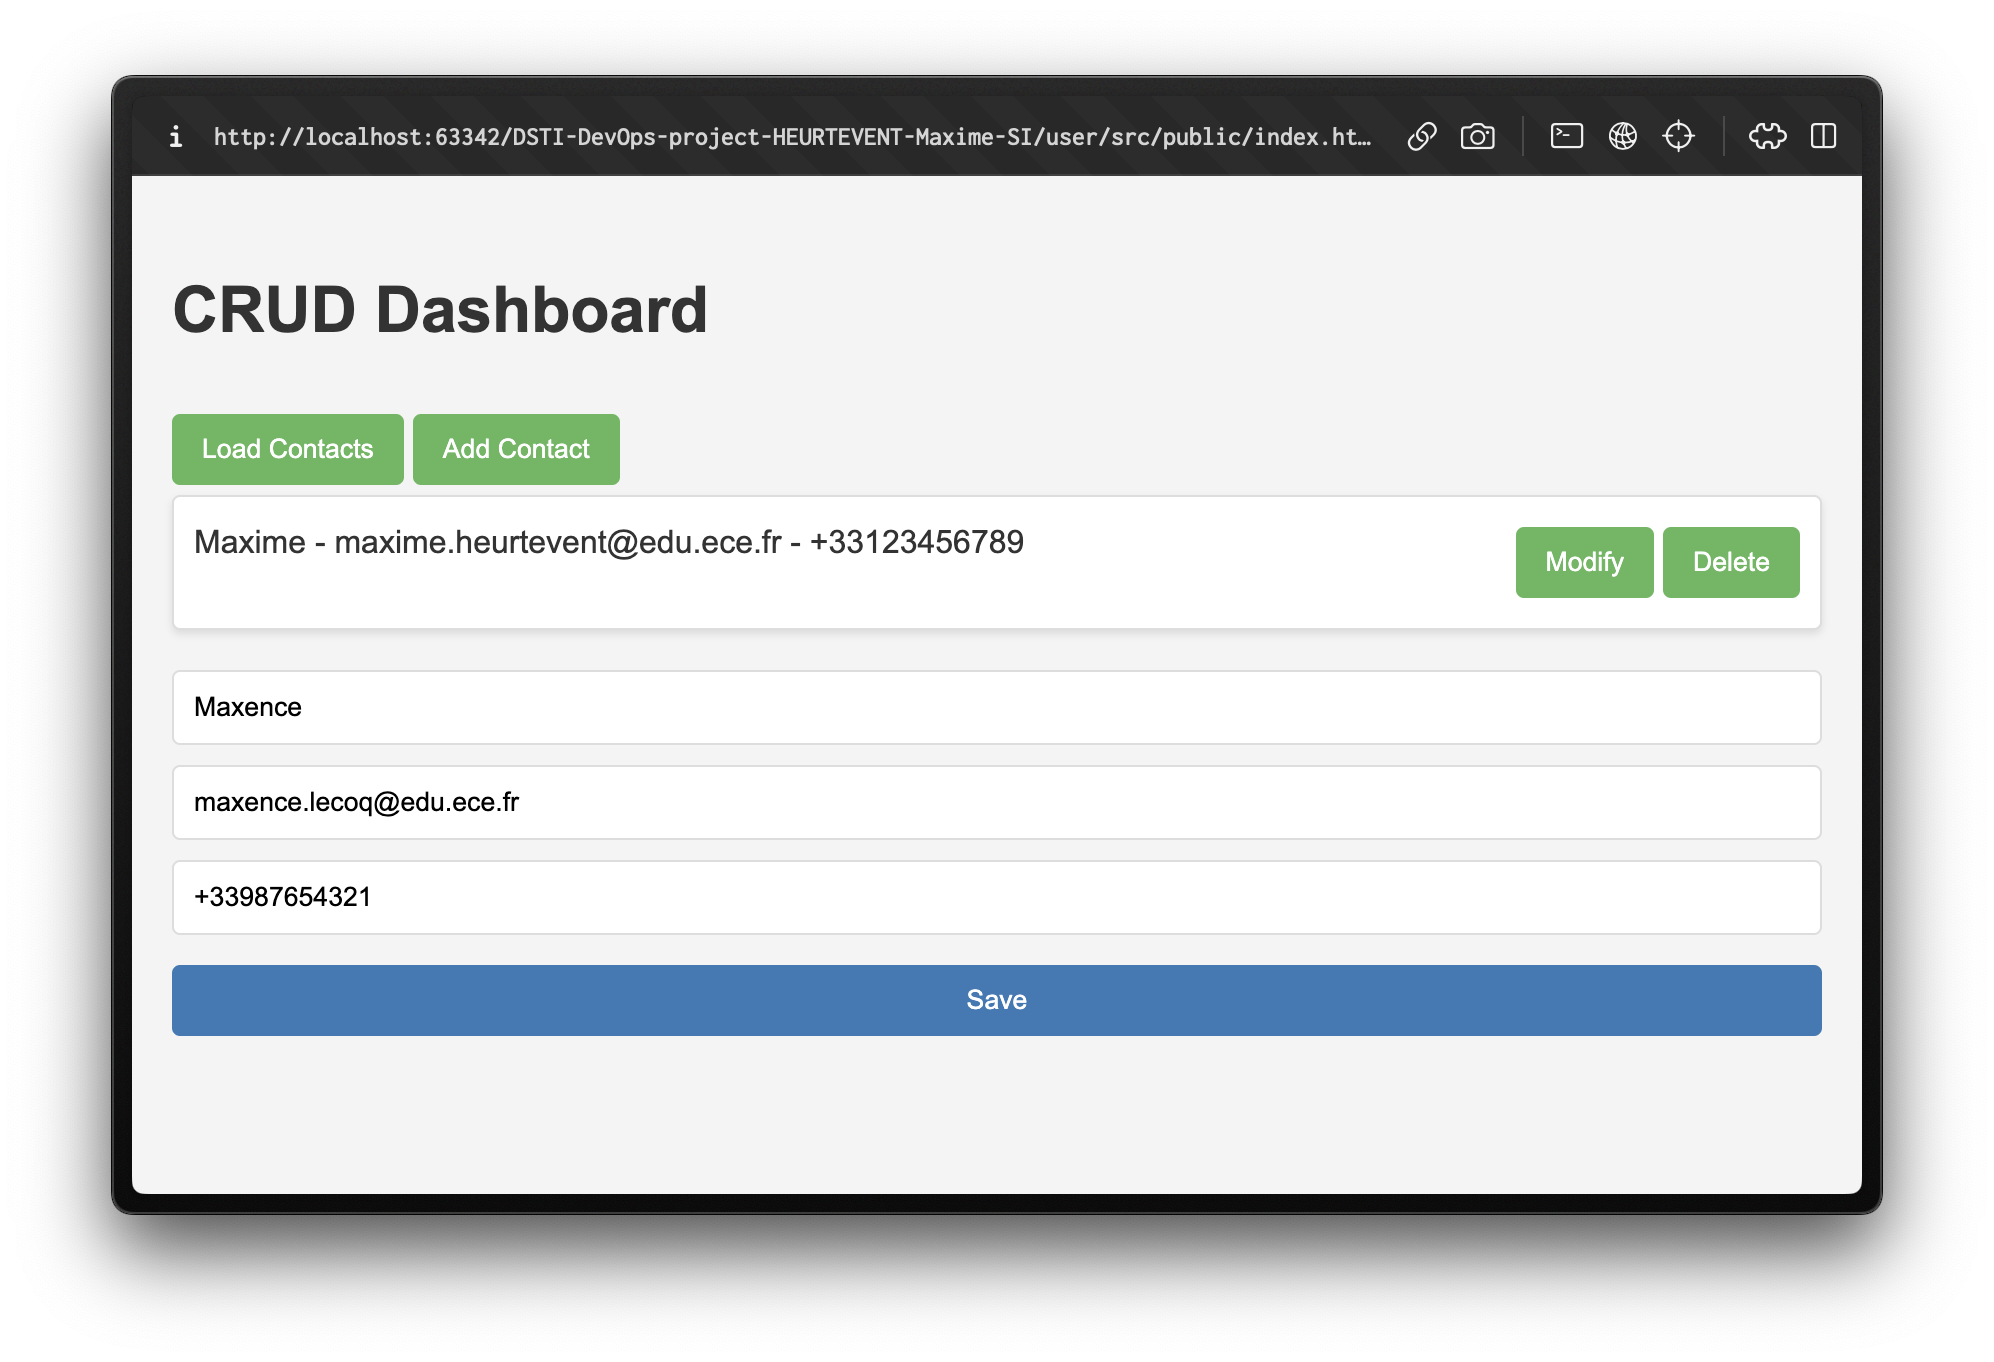 http://localhost:63342/DSTI-DevOps-project-HEURTEVENT-Maxime-SI/user/src/public/index.ht…
CRUD Dashboard
Load Contacts Add Contact
Maxime - maxime.heurtevent@edu.ece.fr - +33123456789
Modify Delete
Maxence
maxence.lecoq@edu.ece.fr
+33987654321
Save